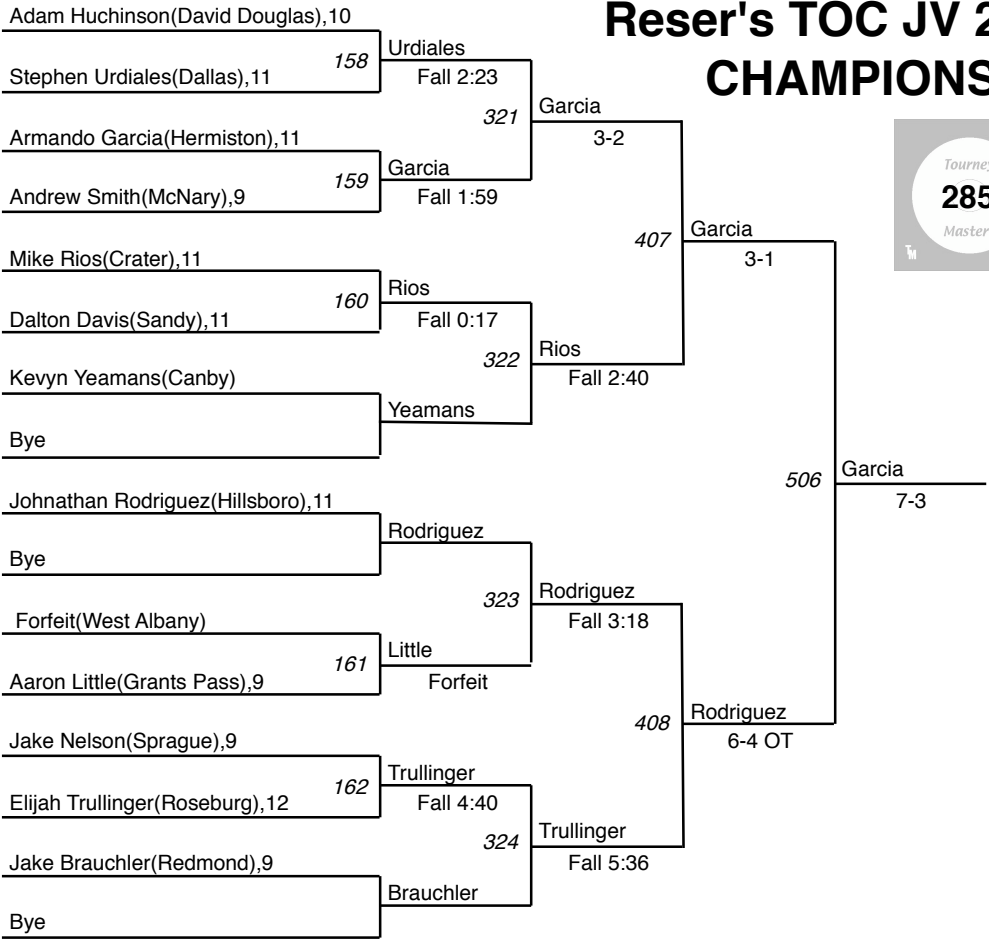 Reser's TOC JV 2
CHAMPIONS
Tourney
285
Master
TM
Adam Huchinson(David Douglas),10
158
Stephen Urdiales(Dallas),11
Urdiales
Fall 2:23
321
Armando Garcia(Hermiston),11
159
Andrew Smith(McNary),9
Garcia
Fall 1:59
Garcia
3-2
407
Mike Rios(Crater),11
160
Dalton Davis(Sandy),11
Rios
Fall 0:17
322
Kevyn Yeamans(Canby)
Bye
Yeamans
Rios
Fall 2:40
Garcia
3-1
506
Johnathan Rodriguez(Hillsboro),11
Bye
Rodriguez
323
Forfeit(West Albany)
161
Aaron Little(Grants Pass),9
Little
Forfeit
Rodriguez
Fall 3:18
408
Jake Nelson(Sprague),9
162
Elijah Trullinger(Roseburg),12
Trullinger
Fall 4:40
324
Jake Brauchler(Redmond),9
Bye
Brauchler
Trullinger
Fall 5:36
Rodriguez
6-4 OT
Garcia
7-3